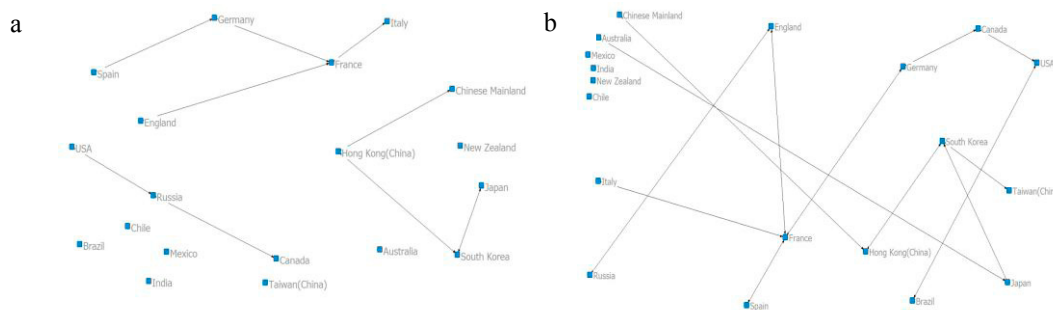 a
Germany
Italy
France
Spain
Chinese Mainland
England
USA
Hong Kong(China)
New Zealand
Japan
Russia
Chile
Brazil
Mexico
Canada
Australia
South Korea
India
Taiwan(China)
b
Chinese Mainland
England
Canada
Australia
Mexico
USA
India
Germany
New Zealand
Chile
South Korea
Italy
Taiwan(Chin
France
Hong Kong(China)
Russia
Japan
Spain
Brazil